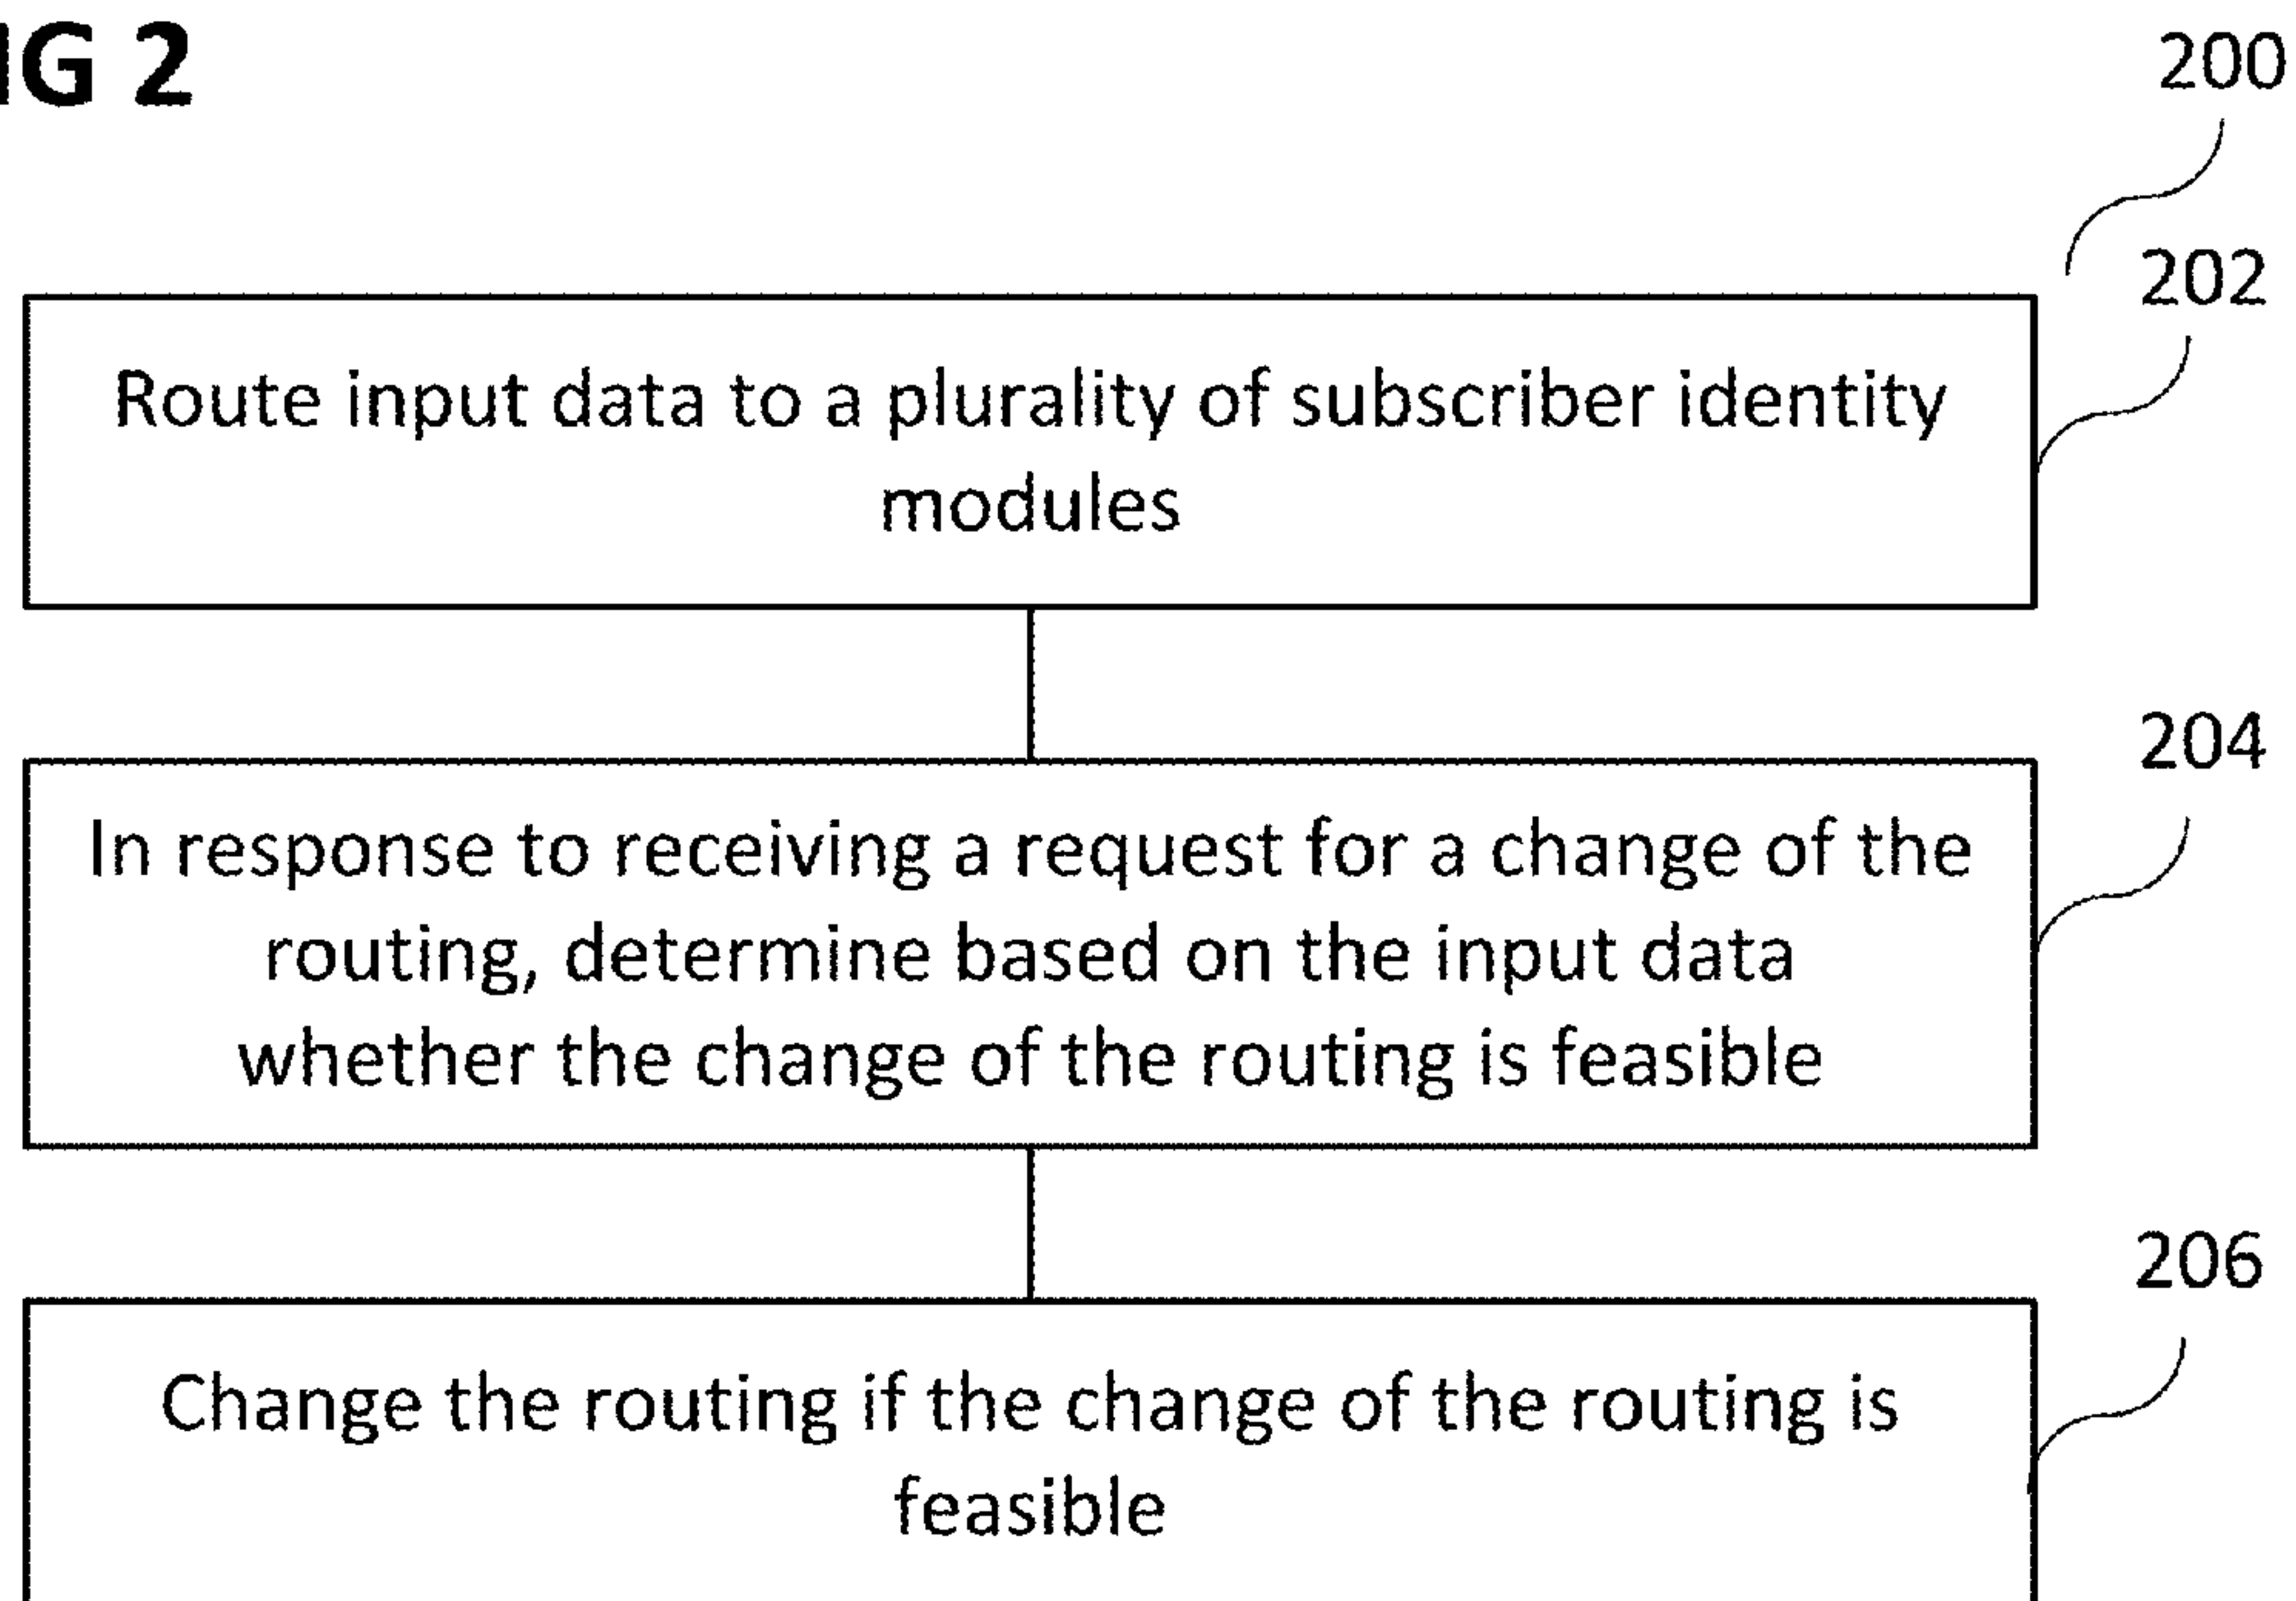 IG 2
200
202
Route input data to a plurality of subscriber identity
modules
204
In response to receiving a request for a change of the
routing, determine based on the input data
whether the change of the routing is feasible
206
Change the routing if the change of the routing is
feasible